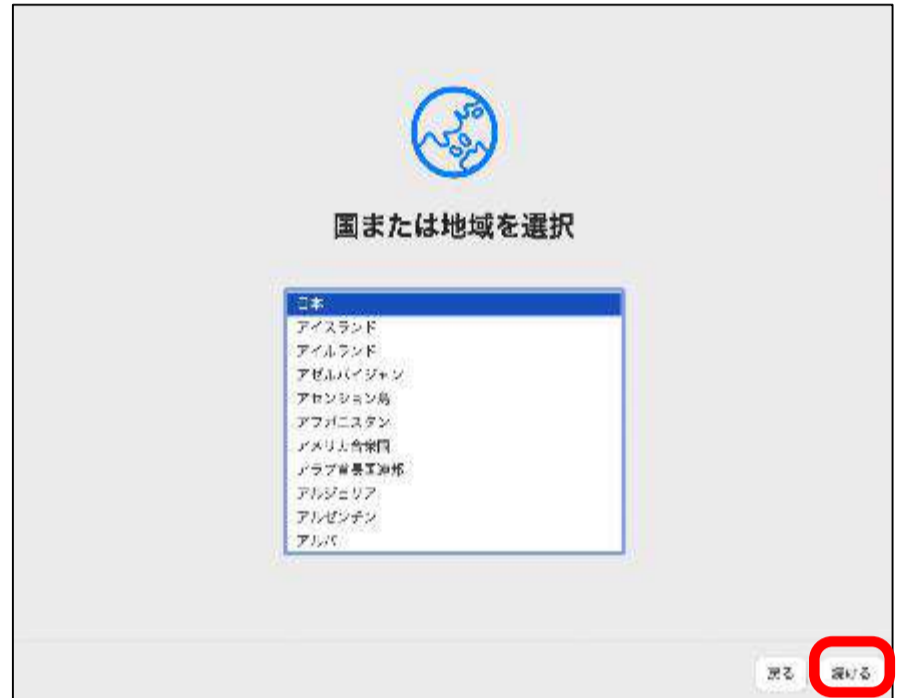 国または地域を選択
日本
アイスランド
アイルランド
アゼルバイジャン
アセンション島
アフガニスタン
アメリカ合衆国
アラブ首長国連邦
アルジェリア
アルゼンチン
アルバ
戻る
続ける